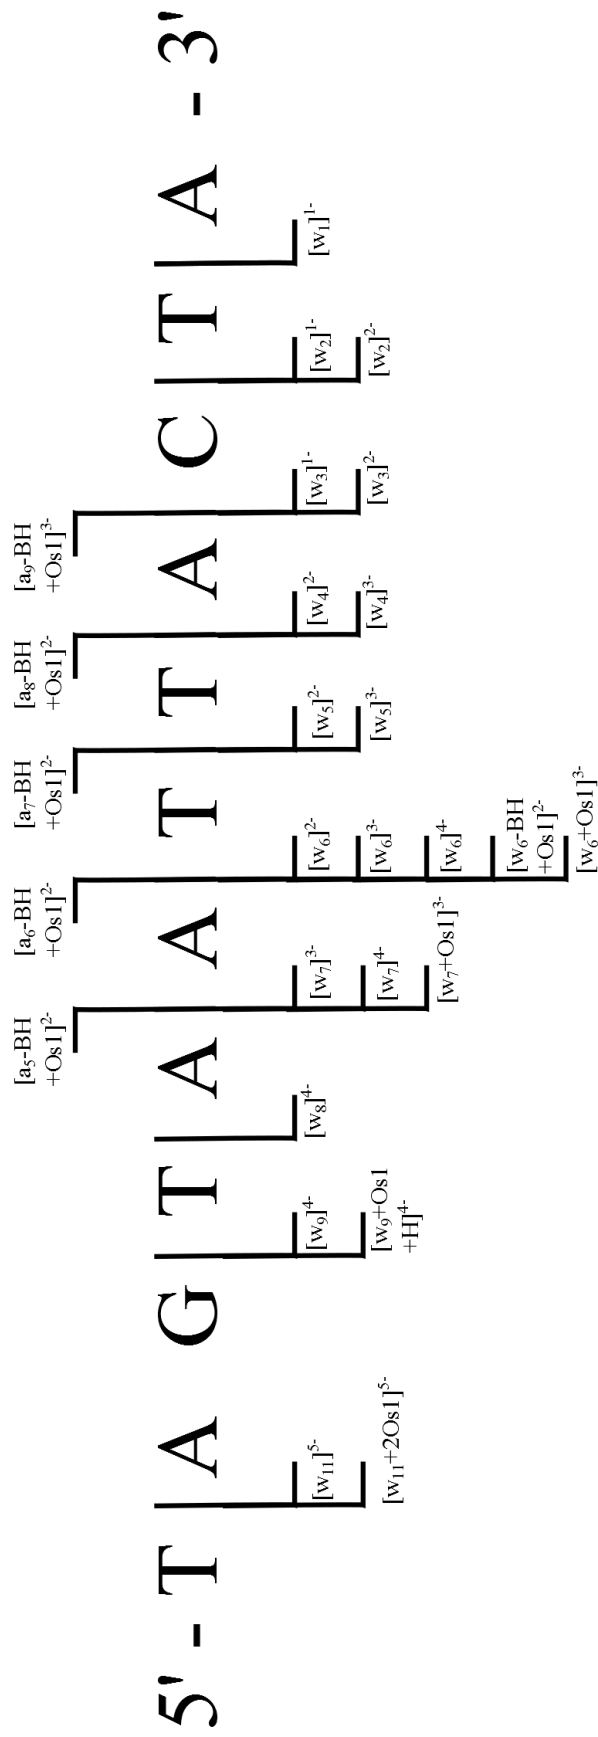 [a5-BH
+Os1]2-
[a6-BH
+Os1]2-
[a7-BH
+Os1]2-
[a8-BH
+Os1]2-
[a9-BH
+Os1]3-
5' - T A G T A A T T A C T A - 3'
[w11]5-
[w11+2Os1]5-
[w9]4-
[w9+Os1
+H]4-
[w8]4-
[w7]3-
[w7]4-
[w7+Os1]3-
[w6]2-
[w6]3-
[w6]4-
[w6-BH
+Os1]2-
[w6+Os1]3-
[w5]2-
[w5]3-
[w4]2-
[w4]3-
[w3]1-
[w3]2-
[w2]1-
[w2]2-
[w1]1-